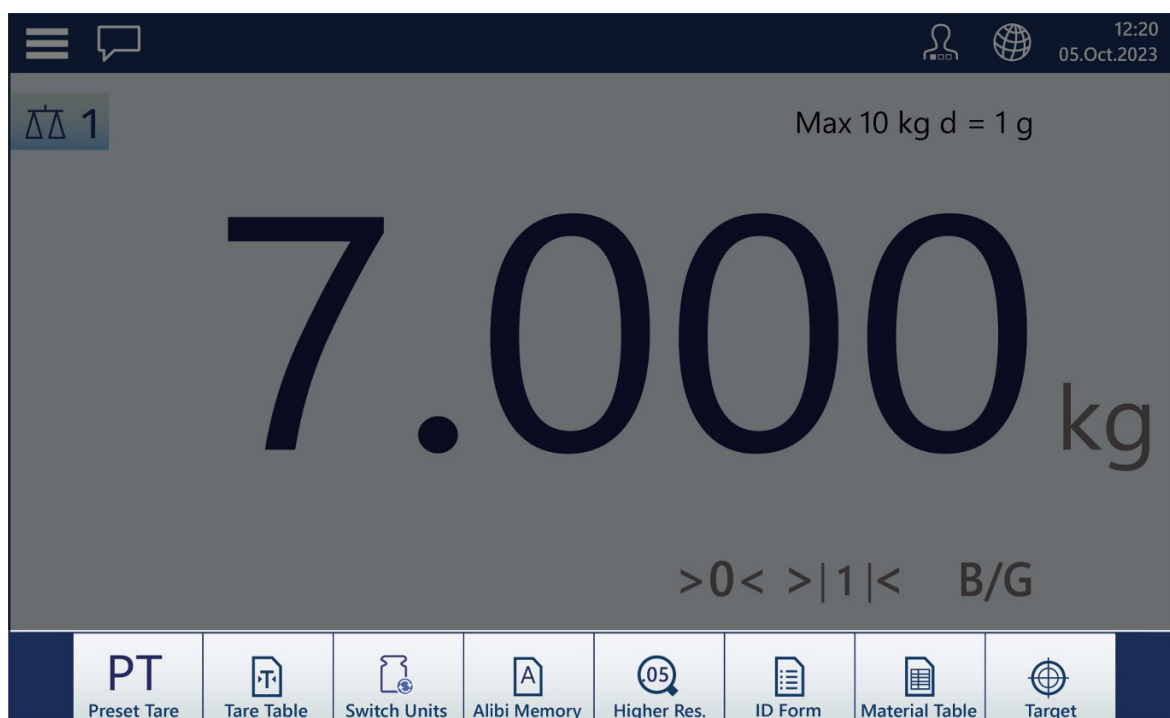 12:20
05.Oct.2023
1
Max 10 kg d = 1 g
7.000 kg
>0< >|1|< B/G
PT
T
A
.05
Preset Tare
Tare Table
Switch Units
Alibi Memory
Higher Res.
ID Form
Material Table
Target